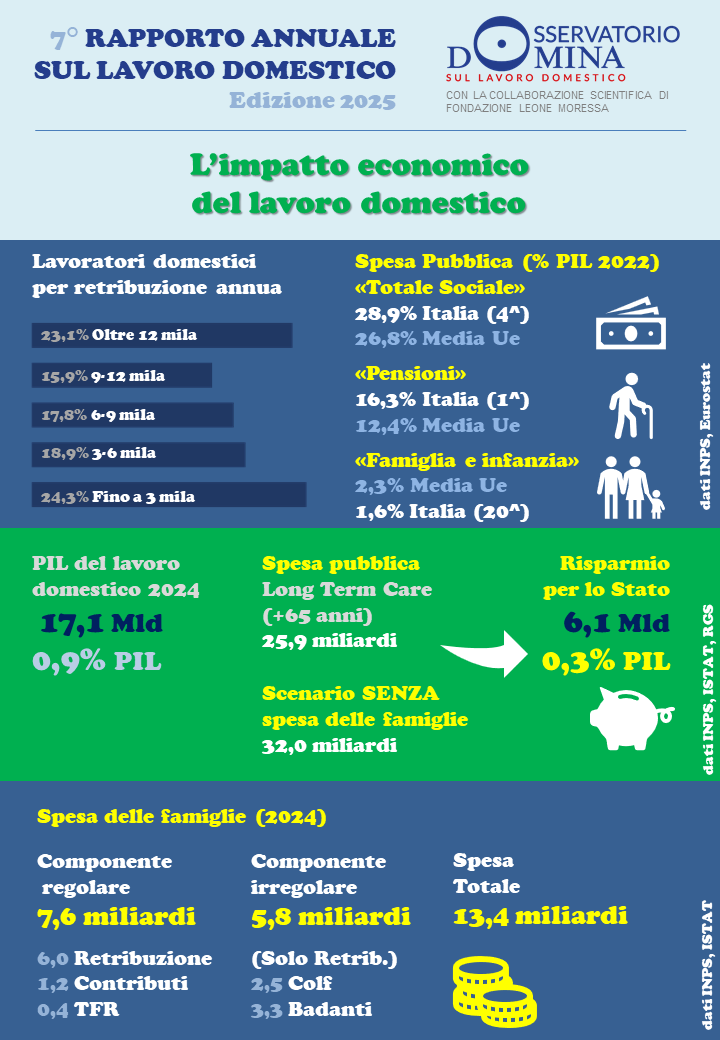 7° RAPPORTO ANNUALE
SUL LAVORO DOMESTICO
Edizione 2025
OSSERVATORIO
DOMINA
SUL LAVORO DOMESTICO
CON LA COLLABORAZIONE SCIENTIFICA DI
FONDAZIONE LEONE MORESSA
L'impatto economico
del lavoro domestico
Lavoratori domestici
per retribuzione annua
23,1% Oltre 12 mila
15,9% 9-12 mila
17,8% 6-9 mila
18,9% 3-6 mila
24,3% Fino a 3 mila
Spesa Pubblica (% PIL 2022)
«Totale Sociale»
28,9% Italia (4^)
26,8% Media Ue
«Pensioni»
16,3% Italia (1^)
12,4% Media Ue
«Famiglia e infanzia»
2,3% Media Ue
1,6% Italia (20^)
dati INPS, Eurostat
PIL del lavoro
domestico 2024
17,1 Mld
0,9% PIL
Spesa pubblica
Long Term Care
(+65 anni)
25,9 miliardi
Scenario SENZA
spesa delle famiglie
32,0 miliardi
Risparmio
per lo Stato
6,1 Mld
0,3% PIL
dati INPS, ISTAT, RGS
Spesa delle famiglie (2024)
Componente
regolare
7,6 miliardi
6,0 Retribuzione
1,2 Contributi
0,4 TFR
Componente
irregolare
5,8 miliardi
(Solo Retrib.)
2,5 Colf
3,3 Badanti
Spesa
Totale
13,4 miliardi
dati INPS, ISTAT